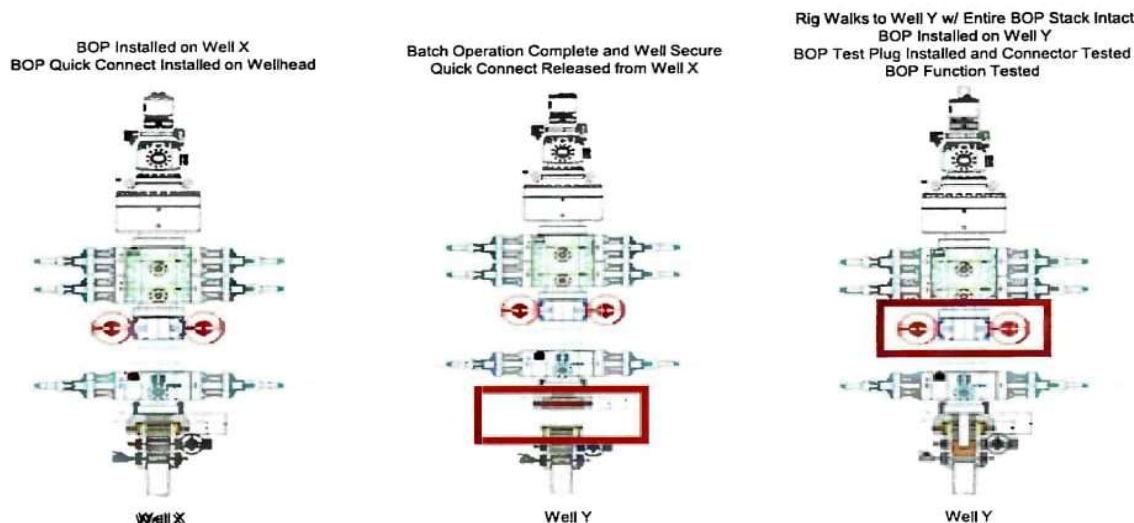 BOP Installed on Well X
BOP Quick Connect Installed on Wellhead
Batch Operation Complete and Well Secure
Quick Connect Released from Well X
Rig Walks to Well Y w/ Entire BOP Stack Intact
BOP Installed on Well Y
BOP Test Plug Installed and Connector Tested
BOP Function Tested
Well X
Well Y
Well Y